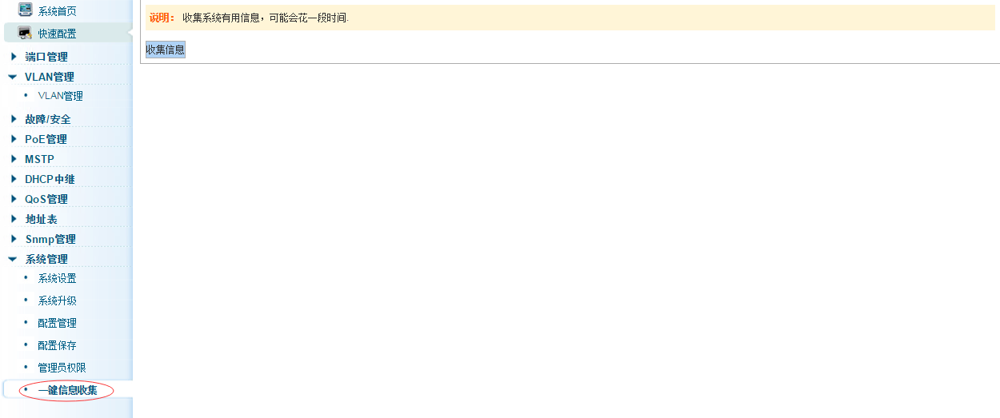 系统首页
快速配置
端口管理
VLAN管理
VLAN管理
故障/安全
PoE管理
MSTP
DHCP中继
QoS管理
地址表
Snmp管理
系统管理
系统设置
系统升级
配置管理
配置保存
管理员权限
一键信息收集
说明： 收集系统有用信息，可能会花一段时间.
收集信息